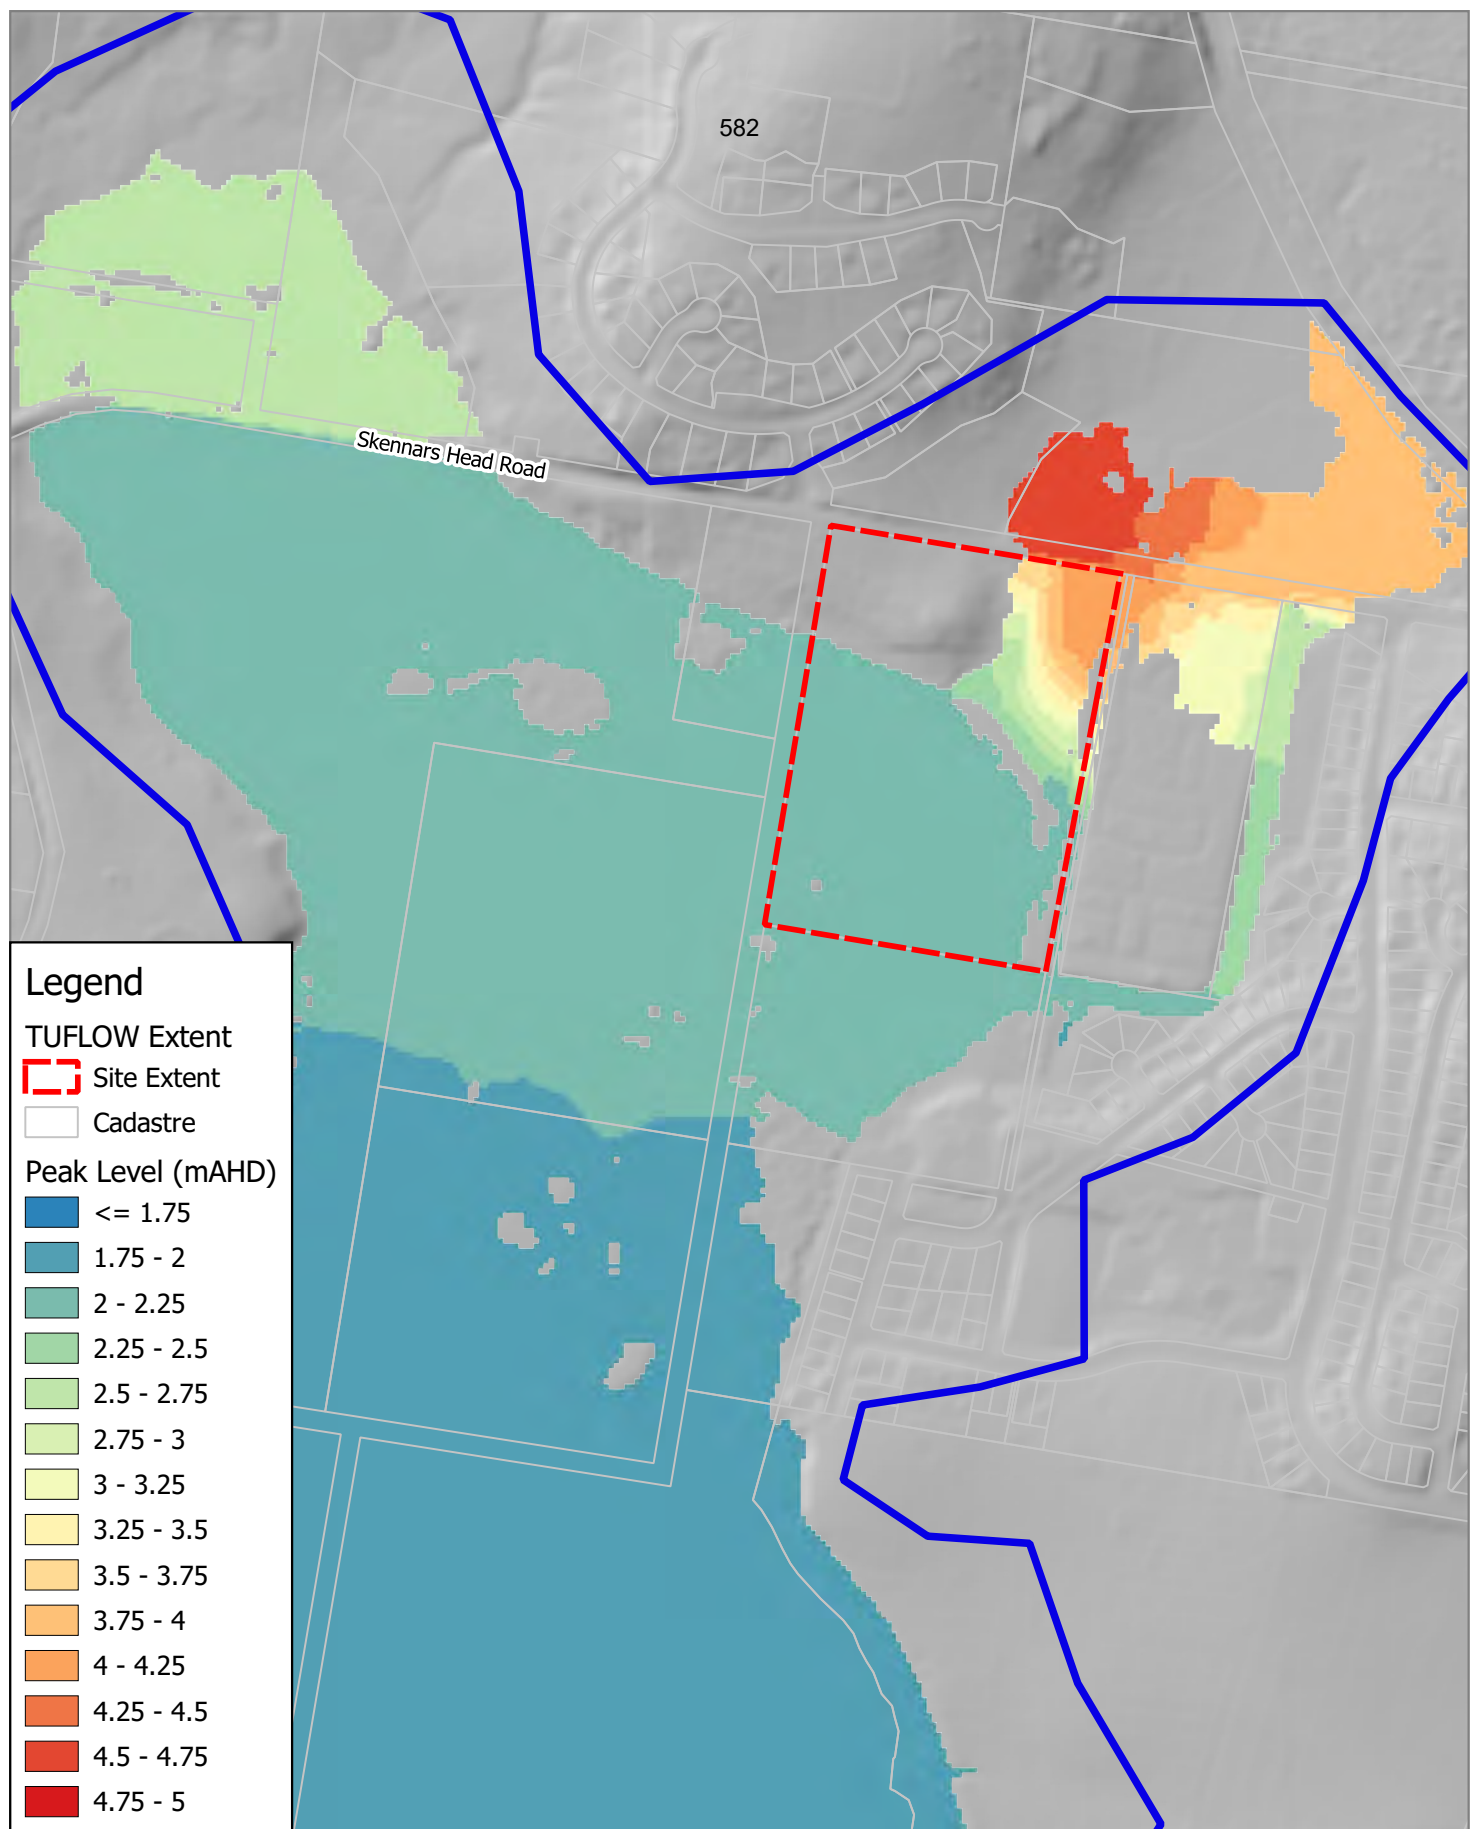 582
Skennars Head Road
Legend
TUFLOW Extent
Site Extent
Cadastre
Peak Level (mAHD)
<= 1.75
1.75 - 2
2 - 2.25
2.25 - 2.5
2.5 - 2.75
2.75 - 3
3 - 3.25
3.25 - 3.5
3.5 - 3.75
3.75 - 4
4 - 4.25
4.25 - 4.5
4.5 - 4.75
4.75 - 5